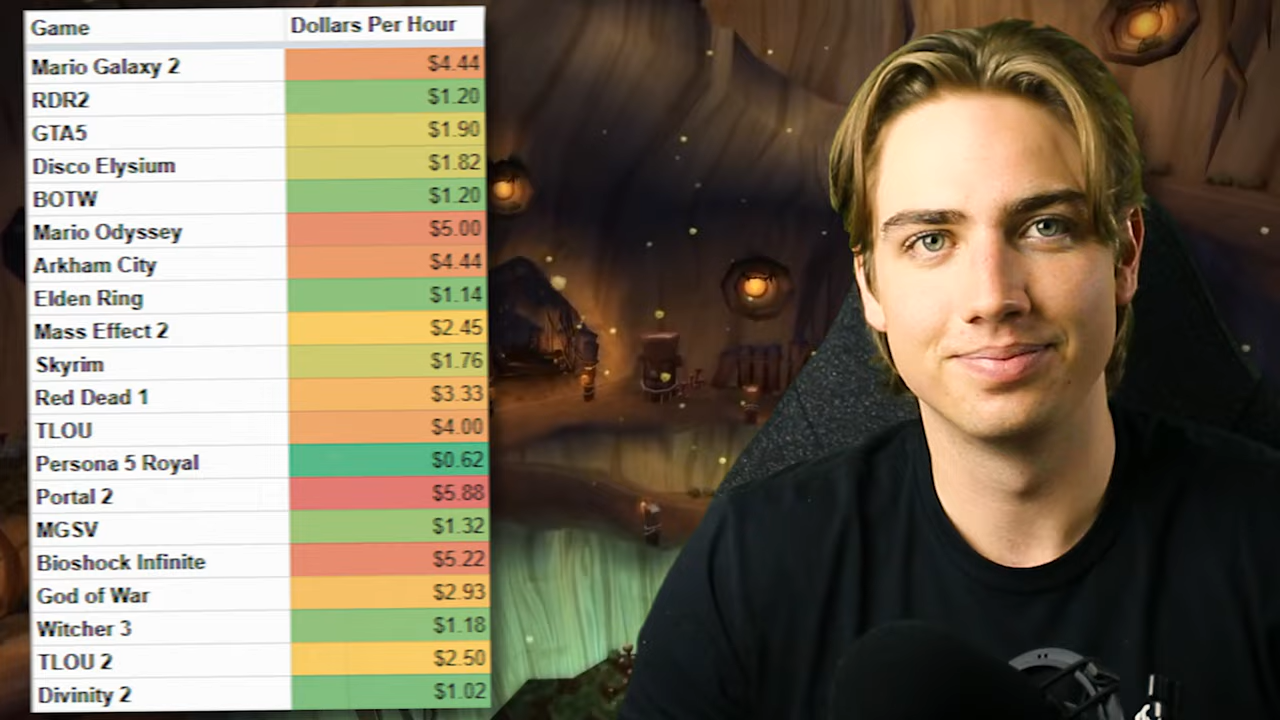 Game Dollars Per Hour
Mario Galaxy 2 $4.44
RDR2 $1.20
GTA5 $1.90
Disco Elysium $1.82
BOTW $1.20
Mario Odyssey $5.00
Arkham City $4.44
Elden Ring $1.14
Mass Effect 2 $2.45
Skyrim $1.76
Red Dead 1 $3.33
TLOU $4.00
Persona 5 Royal $0.62
Portal 2 $5.88
MGSV $1.32
Bioshock Infinite $5.22
God of War $2.93
Witcher 3 $1.18
TLOU 2 $2.50
Divinity 2 $1.02